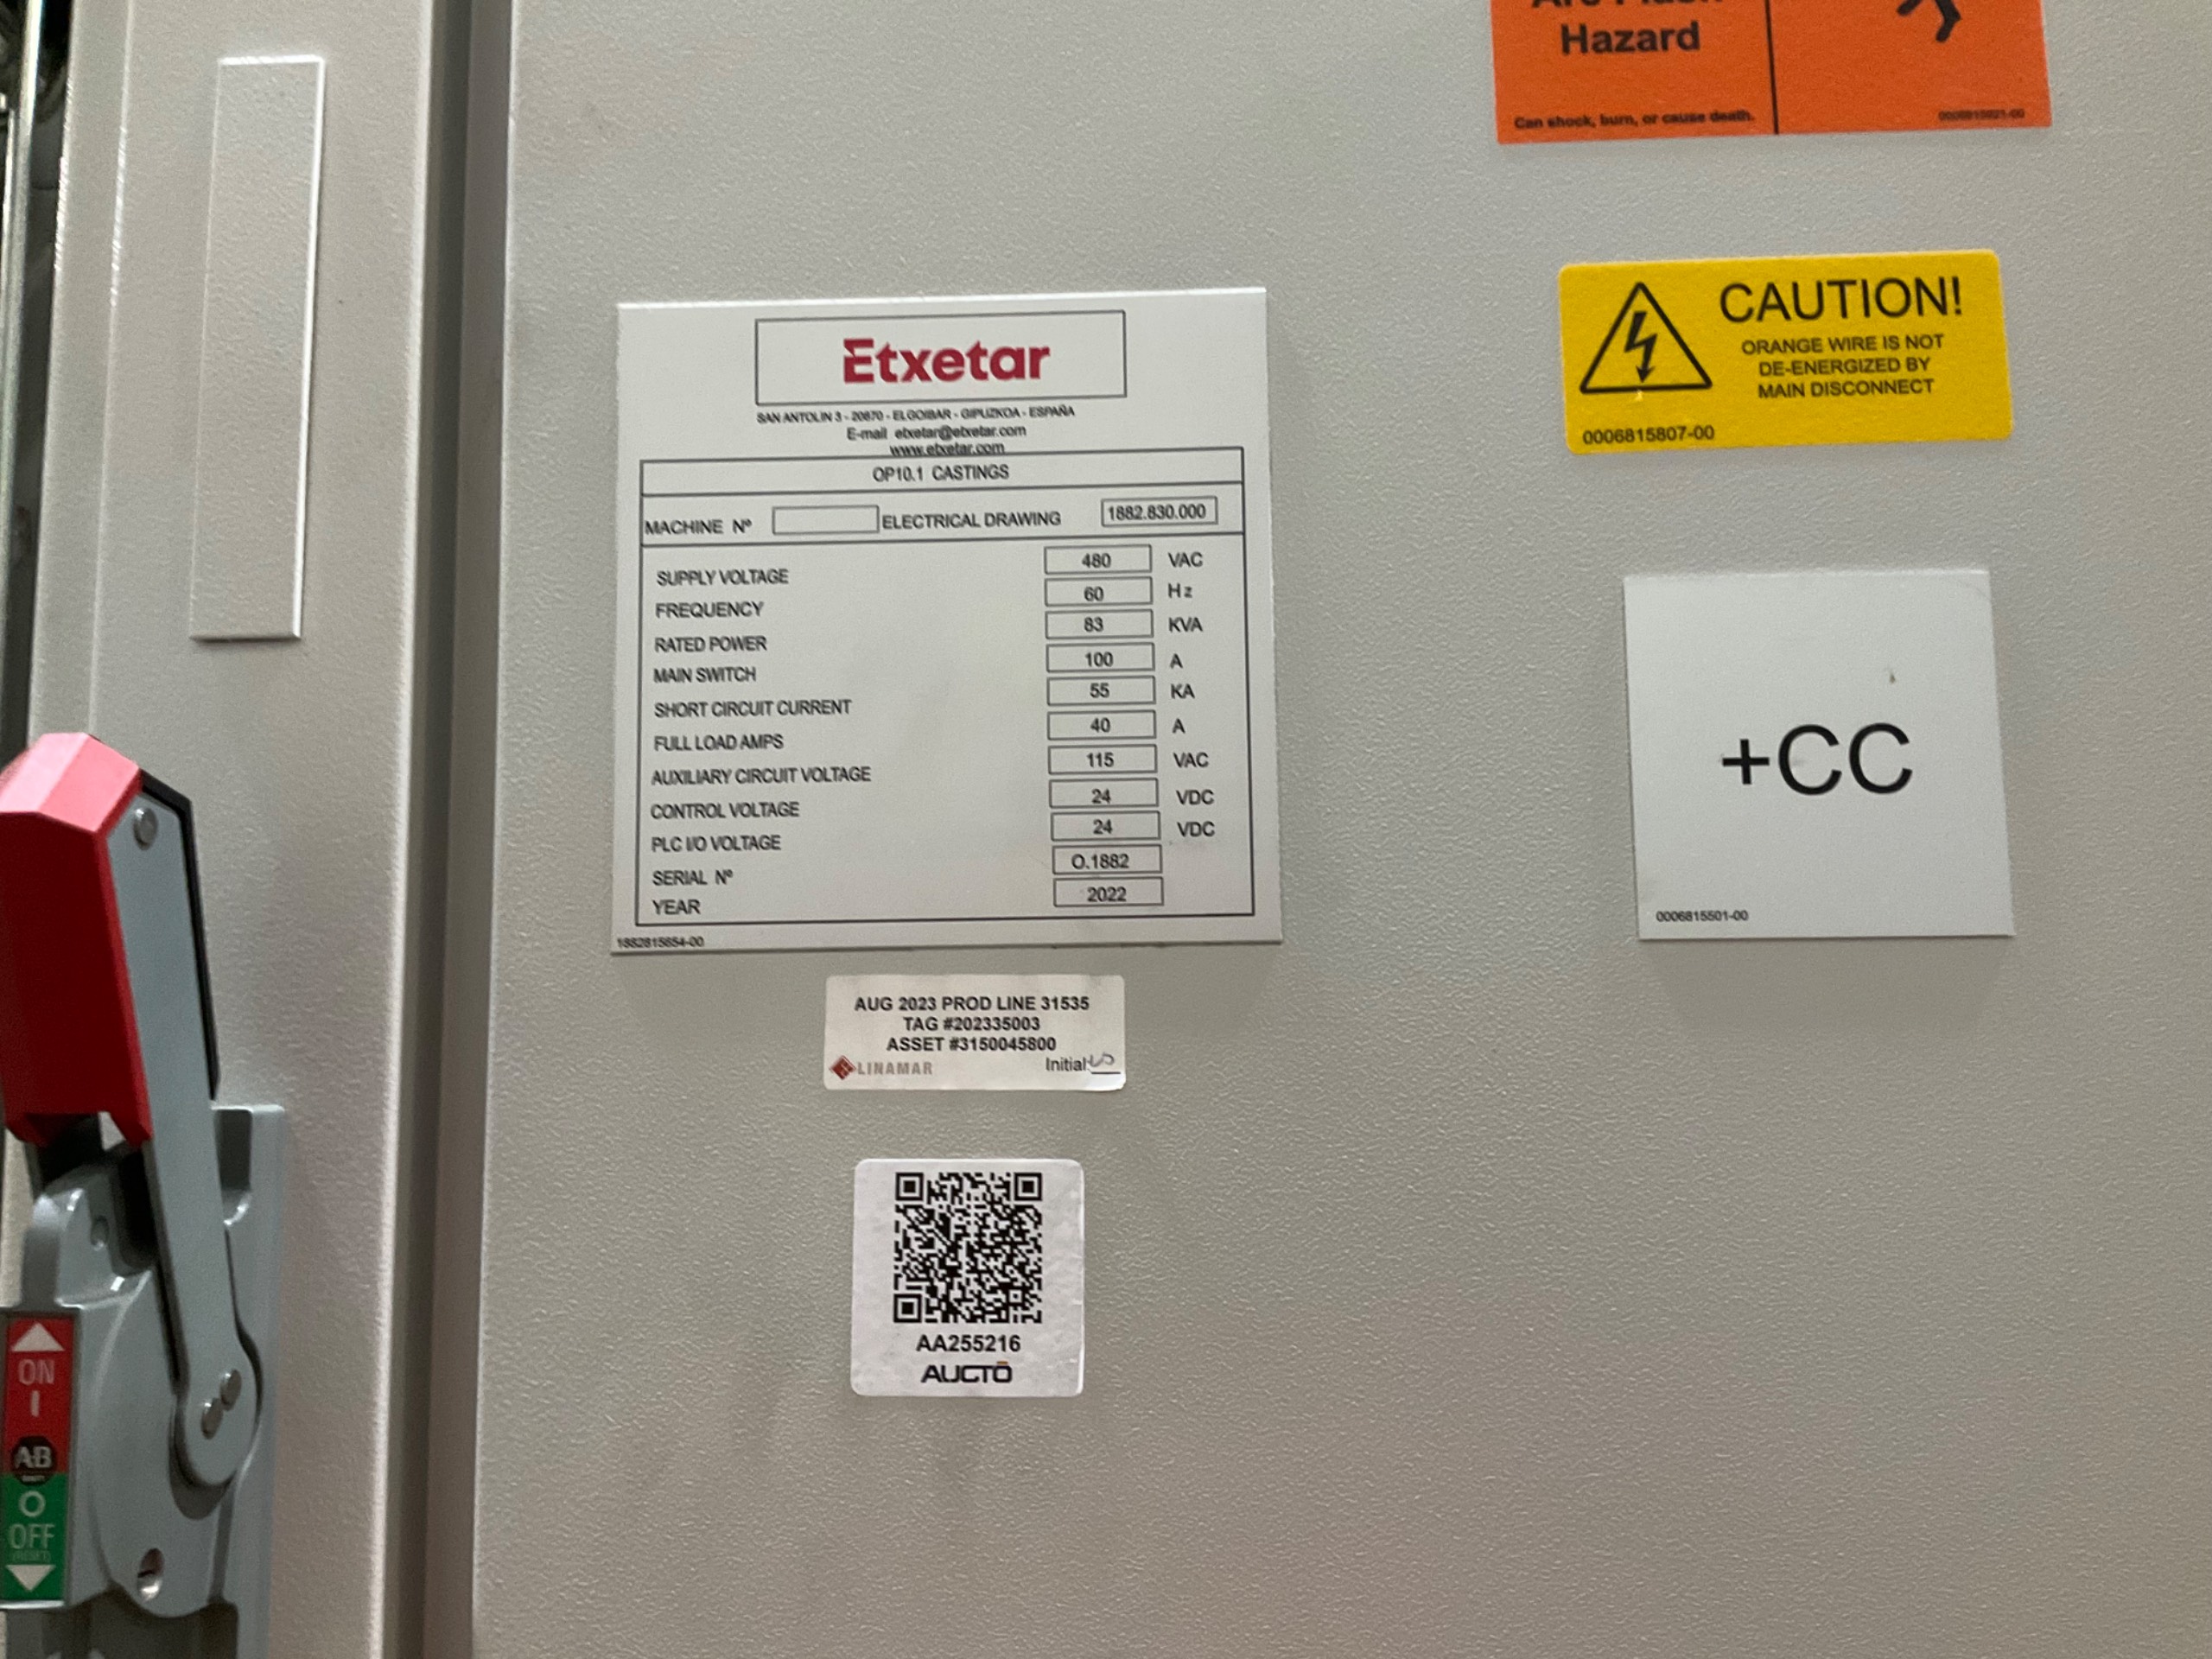 Hazard
Can shock, burn, or cause death.
CAUTION!
ORANGE WIRE IS NOT
DE-ENERGIZED BY
MAIN DISCONNECT
0006815807-00
Etxetar
SAN ANTOLIN 3 - 20870 - ELGOIBAR - GIPUZKOA - ESPAÑA
E-mail etxetar@etxetar.com
www.etxetar.com
OP10.1 CASTINGS
MACHINE Nº ELECTRICAL DRAWING 1882.830.000
SUPPLY VOLTAGE 480 VAC
FREQUENCY 60 Hz
RATED POWER 83 KVA
MAIN SWITCH 100 A
SHORT CIRCUIT CURRENT 55 KA
FULL LOAD AMPS 40 A
AUXILIARY CIRCUIT VOLTAGE 115 VAC
CONTROL VOLTAGE 24 VDC
PLC I/O VOLTAGE 24 VDC
SERIAL Nº O.1882
YEAR 2022
1882815654-00
+CC
0006815501-00
AUG 2023 PROD LINE 31535
TAG #202335003
ASSET #3150045800
LINAMAR Initial:
AA255216
AUCTO
ON
I
AB
O
OFF
(RESET)